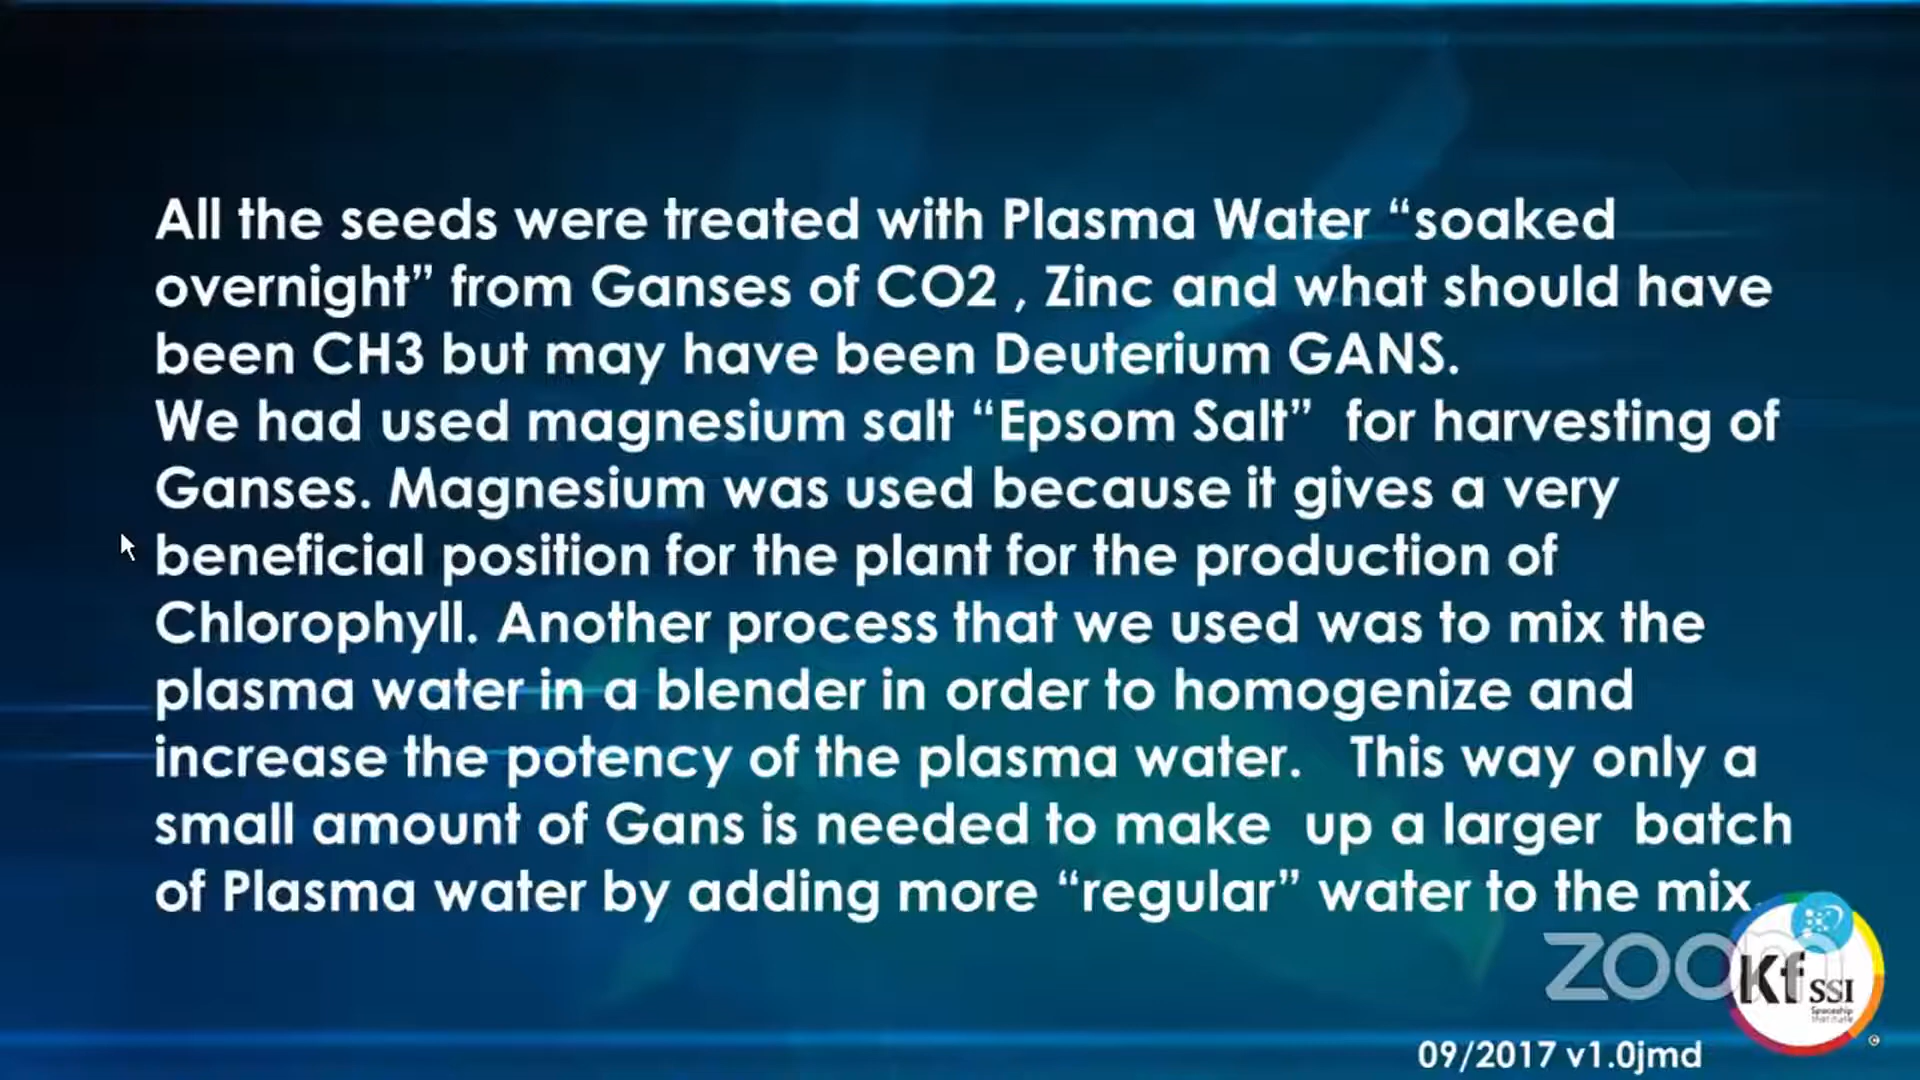 All the seeds were treated with Plasma Water “soaked
overnight” from Ganses of CO2 , Zinc and what should have
been CH3 but may have been Deuterium GANS.
We had used magnesium salt “Epsom Salt”  for harvesting of
Ganses. Magnesium was used because it gives a very
beneficial position for the plant for the production of
Chlorophyll. Another process that we used was to mix the
plasma water in a blender in order to homogenize and
increase the potency of the plasma water.   This way only a
small amount of Gans is needed to make  up a larger  batch
of Plasma water by adding more “regular” water to the mix.
zoom
Kf SSI
Spaceship
Institute
©
09/2017 v1.0jmd